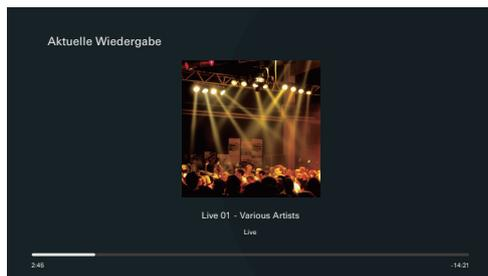 Aktuelle Wiedergabe
Live 01 - Various Artists
Live
2:45
-14:21